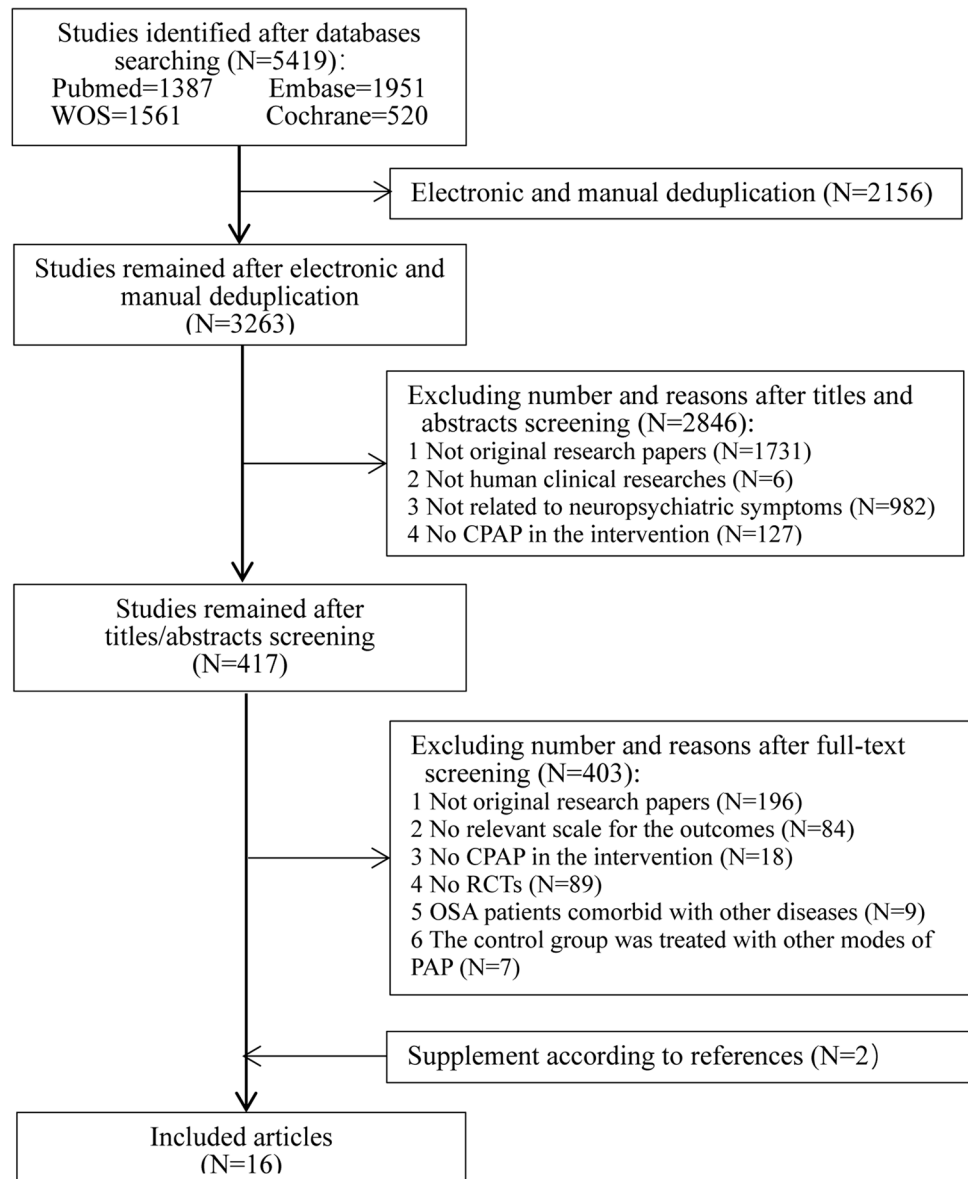 Studies identified after databases
searching (N=5419):
Pubmed=1387 Embase=1951
WOS=1561 Cochrane=520
Electronic and manual deduplication (N=2156)
Studies remained after electronic and
manual deduplication
(N=3263)
Excluding number and reasons after titles and
abstracts screening (N=2846):
1 Not original research papers (N=1731)
2 Not human clinical researches (N=6)
3 Not related to neuropsychiatric symptoms (N=982)
4 No CPAP in the intervention (N=127)
Studies remained after
titles/abstracts screening
(N=417)
Excluding number and reasons after full-text
screening (N=403):
1 Not original research papers (N=196)
2 No relevant scale for the outcomes (N=84)
3 No CPAP in the intervention (N=18)
4 No RCTs (N=89)
5 OSA patients comorbid with other diseases (N=9)
6 The control group was treated with other modes of
PAP (N=7)
Supplement according to references (N=2)
Included articles
(N=16)